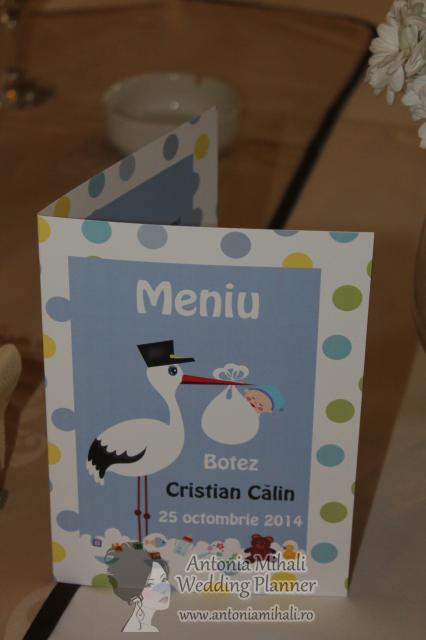 Meniu
Botez
Cristian Călin
25 octombrie 2014
Antonia Mihali
Wedding Planner
www.antoniamihali.ro